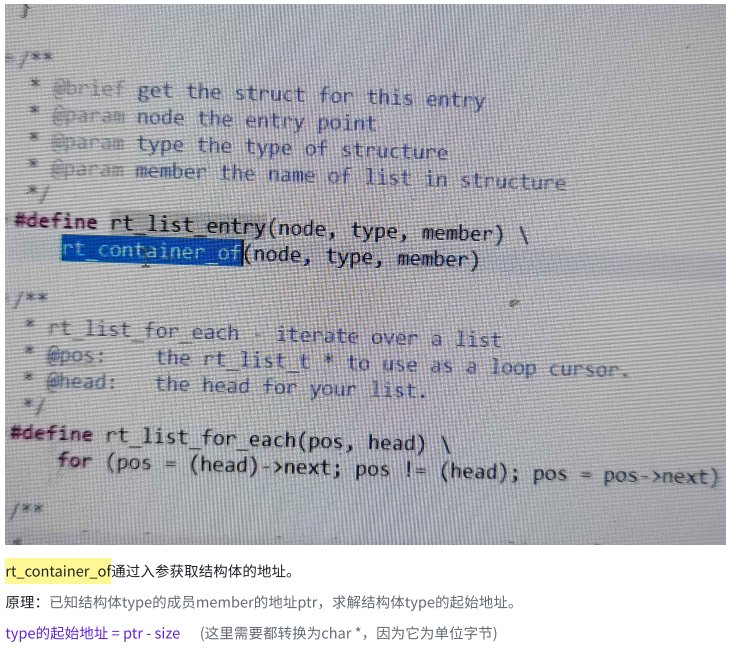 }
/**
* @brief get the struct for this entry
* @param node the entry point
* @param type the type of structure
* @param member the name of list in structure
*/
#define rt_list_entry(node, type, member) \
rt_container_of(node, type, member)
/**
* rt_list_for_each - iterate over a list
* @pos: the rt_list_t * to use as a loop cursor.
* @head: the head for your list.
*/
#define rt_list_for_each(pos, head) \
for (pos = (head)->next; pos != (head); pos = pos->next)
/**
rt_container_of通过入参获取结构体的地址。
原理：已知结构体type的成员member的地址ptr，求解结构体type的起始地址。
type的起始地址 = ptr - size (这里需要都转换为char *，因为它为单位字节)